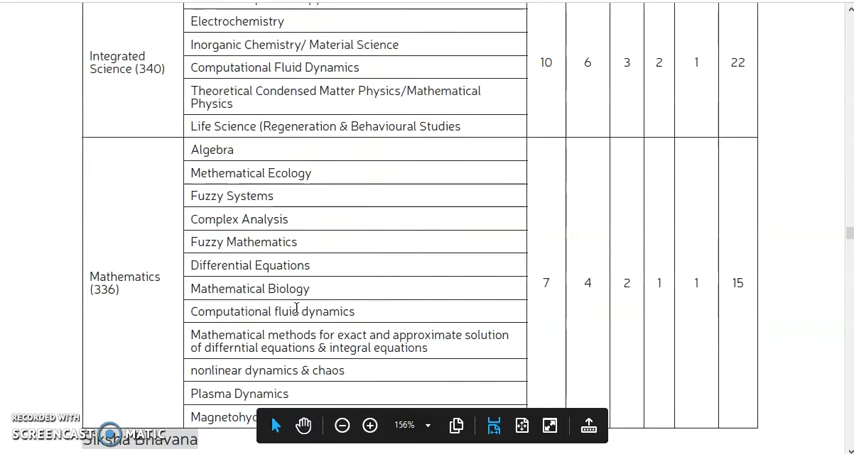 Electrochemistry
Inorganic Chemistry/ Material Science
Integrated
Science (340)
Computational Fluid Dynamics
10 6 3 2 1 22
Theoretical Condensed Matter Physics/Mathematical
Physics
Life Science (Regeneration & Behavioural Studies
Algebra
Methematical Ecology
Fuzzy Systems
Complex Analysis
Fuzzy Mathematics
Differential Equations
Mathematics
(336)
Mathematical Biology
7 4 2 1 1 15
Computational fluid dynamics
Mathematical methods for exact and approximate solution
of differntial equations & integral equations
nonlinear dynamics & chaos
Plasma Dynamics
RECORDED WITH
SCREENCAST MATIC
156%
Siksha Bhavana